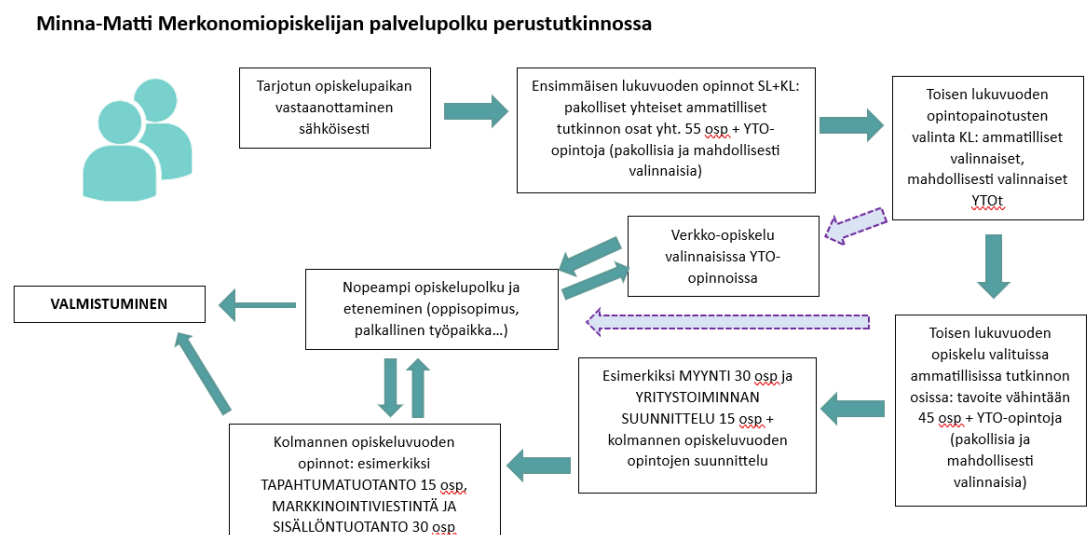 Minna-Matti Merkonomiopiskelijan palvelupolku perustutkinnossa
Tarjotun opiskelupaikan
vastaanottaminen
sähköisesti
Ensimmäisen lukuvuoden opinnot SL+KL:
pakolliset yhteiset ammatilliset
tutkinnon osat yht. 55 osp + YTO-
opintoja (pakollisia ja mahdollisesti
valinnaisia)
Toisen lukuvuoden
opintopainotusten
valinta KL: ammatilliset
valinnaiset,
mahdollisesti valinnaiset
YTOt
Verkko-opiskelu
valinnaisissa YTO-
opinnoissa
Nopeampi opiskelupolku ja
eteneminen (oppisopimus,
palkallinen työpaikka…)
VALMISTUMINEN
Toisen lukuvuoden
opiskelu valituissa
ammatillisissa tutkinnon
osissa: tavoite vähintään
45 osp + YTO-opintoja
(pakollisia ja
mahdollisesti
valinnaisia)
Esimerkiksi MYYNTI 30 osp ja
YRITYSTOIMINNAN
SUUNNITTELU 15 osp +
kolmannen opiskeluvuoden
opintojen suunnittelu
Kolmannen opiskeluvuoden
opinnot: esimerkiksi
TAPAHTUMATUOTANTO 15 osp,
MARKKINOINTIVIESTINTÄ JA
SISÄLLÖNTUOTANTO 30 osp